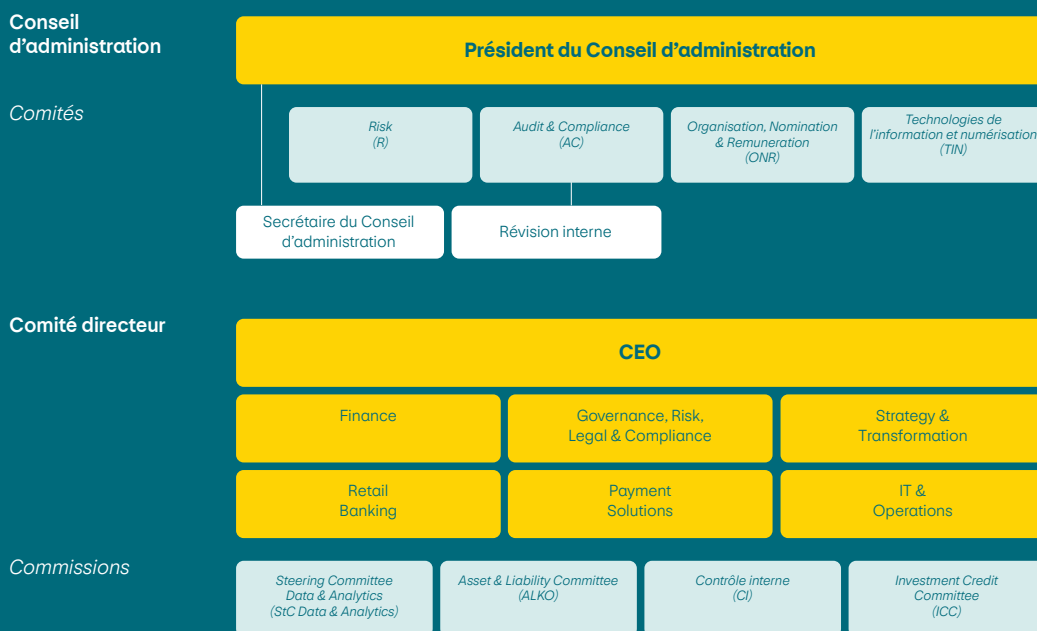 Conseil
d'administration
Président du Conseil d'administration
Comités
Risk
(R)
Audit & Compliance
(AC)
Organisation, Nomination
& Remuneration
(ONR)
Technologies de
l'information et numérisation
(TIN)
Secrétaire du Conseil
d'administration
Révision interne
Comité directeur
CEO
Finance
Governance, Risk,
Legal & Compliance
Strategy &
Transformation
Retail
Banking
Payment
Solutions
IT &
Operations
Commissions
Steering Committee
Data & Analytics
(StC Data & Analytics)
Asset & Liability Committee
(ALKO)
Contrôle interne
(CI)
Investment Credit
Committee
(ICC)